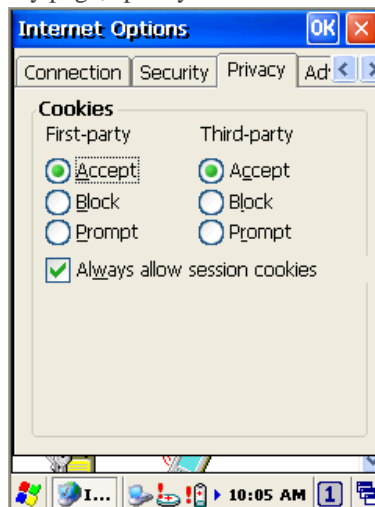 Internet Options OK
Connection Security Privacy Ad
Cookies
First-party Third-party
Accept Accept
Block Block
Prompt Prompt
Always allow session cookies
I... 10:05 AM 1